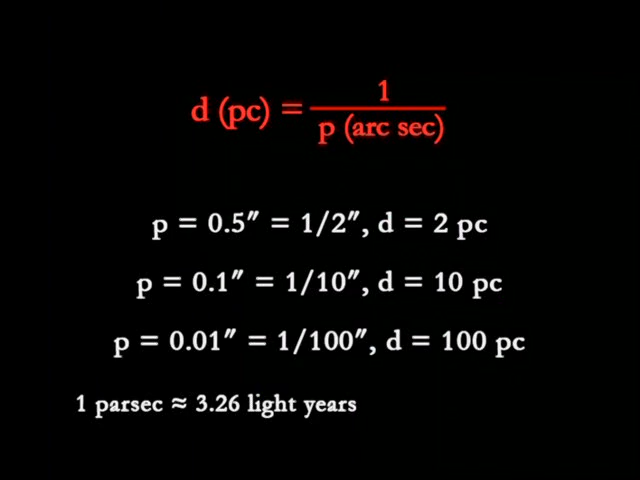 d (pc) = 1 / p (arc sec)
p = 0.5″ = 1/2″, d = 2 pc
p = 0.1″ = 1/10″, d = 10 pc
p = 0.01″ = 1/100″, d = 100 pc
1 parsec ≈ 3.26 light years